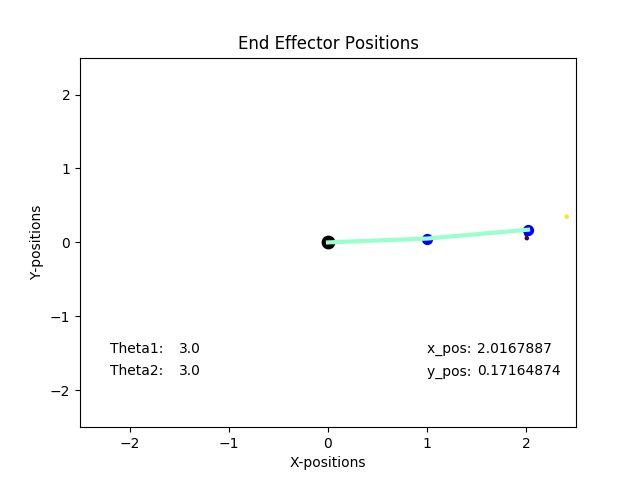 End Effector Positions
Y-positions
2
1
0
−1
−2
Theta1: 3.0 x_pos: 2.0167887
Theta2: 3.0 y_pos: 0.17164874
−2 −1 0 1 2
X-positions